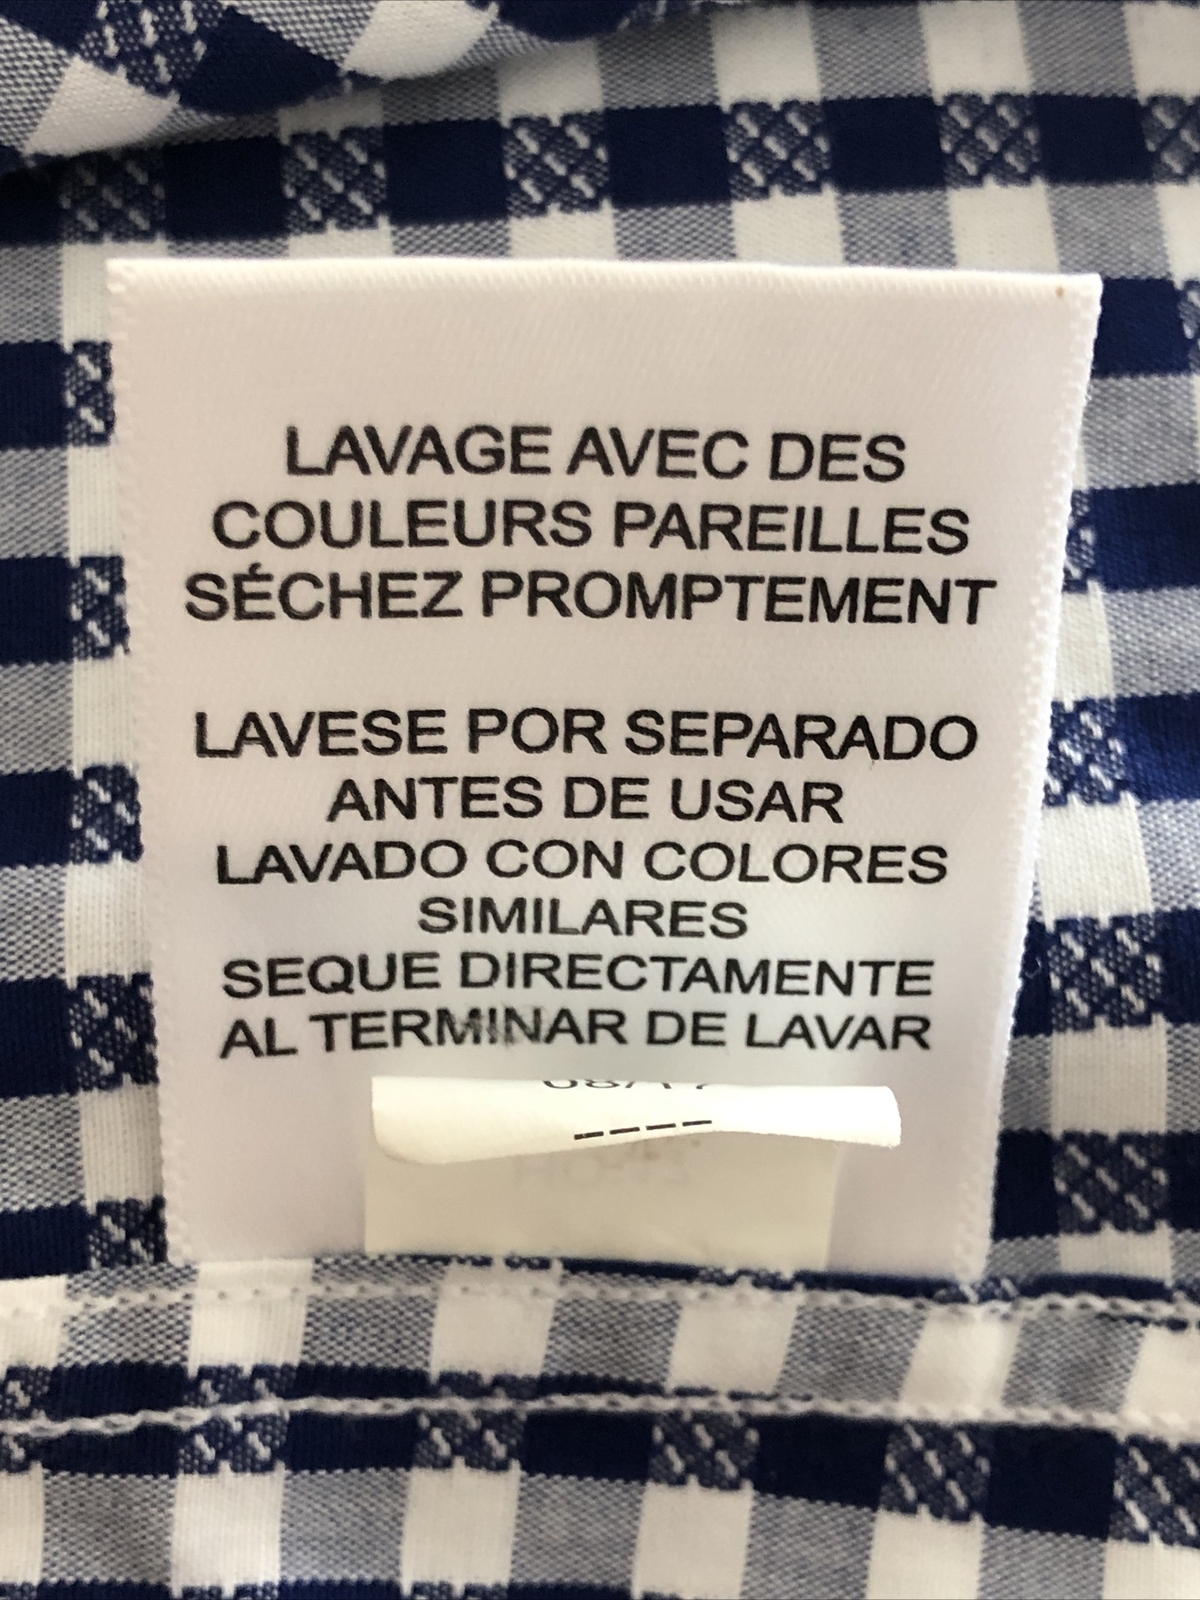 LAVAGE AVEC DES
COULEURS PAREILLES
SÉCHEZ PROMPTEMENT
LAVESE POR SEPARADO
ANTES DE USAR
LAVADO CON COLORES
SIMILARES
SEQUE DIRECTAMENTE
AL TERMINAR DE LAVAR